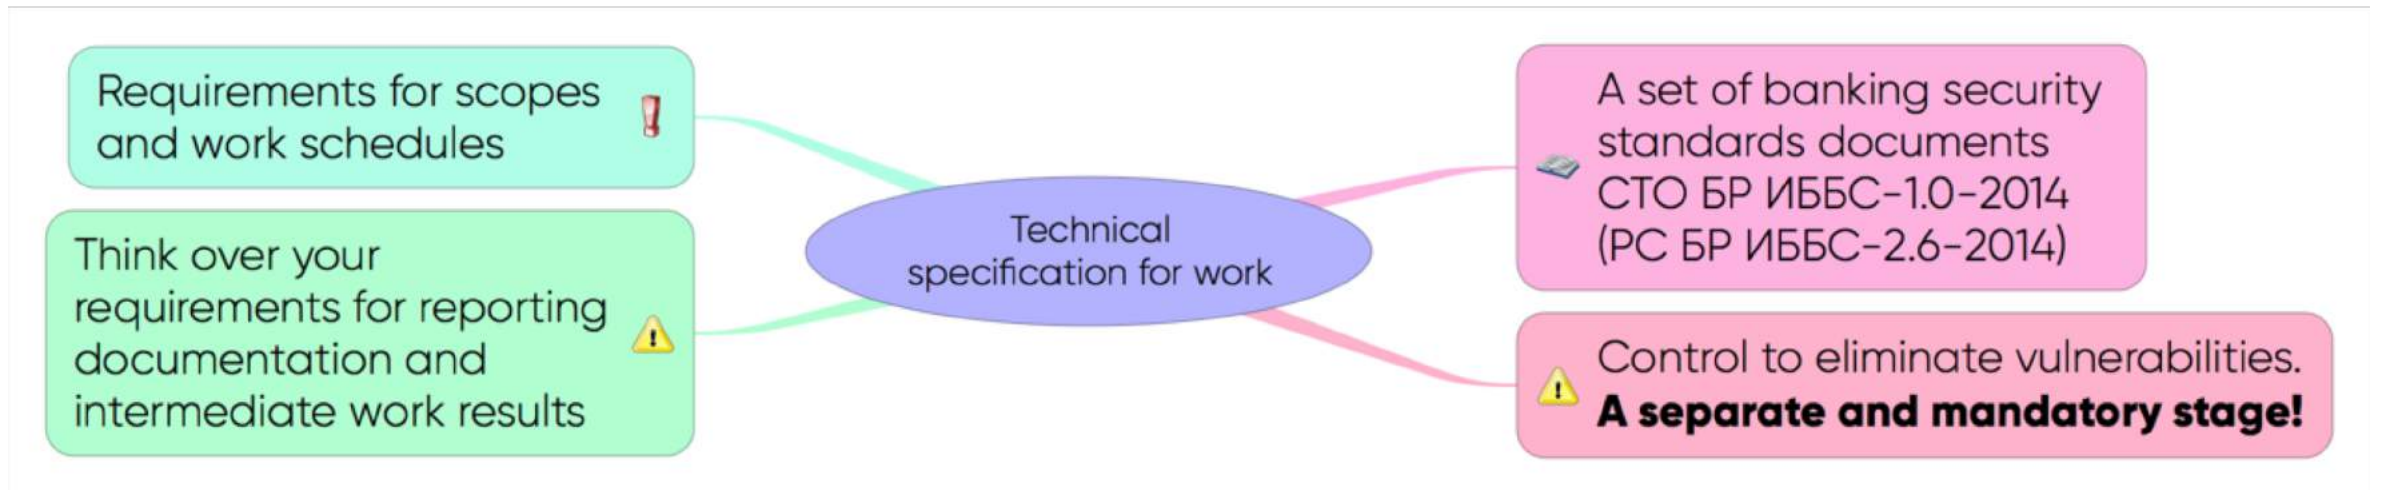 Requirements for scopes
and work schedules
Think over your
requirements for reporting
documentation and
intermediate work results
Technical
specification for work
A set of banking security
standards documents
СТО БР ИББС-1.0-2014
(РС БР ИББС-2.6-2014)
Control to eliminate vulnerabilities.
A separate and mandatory stage!